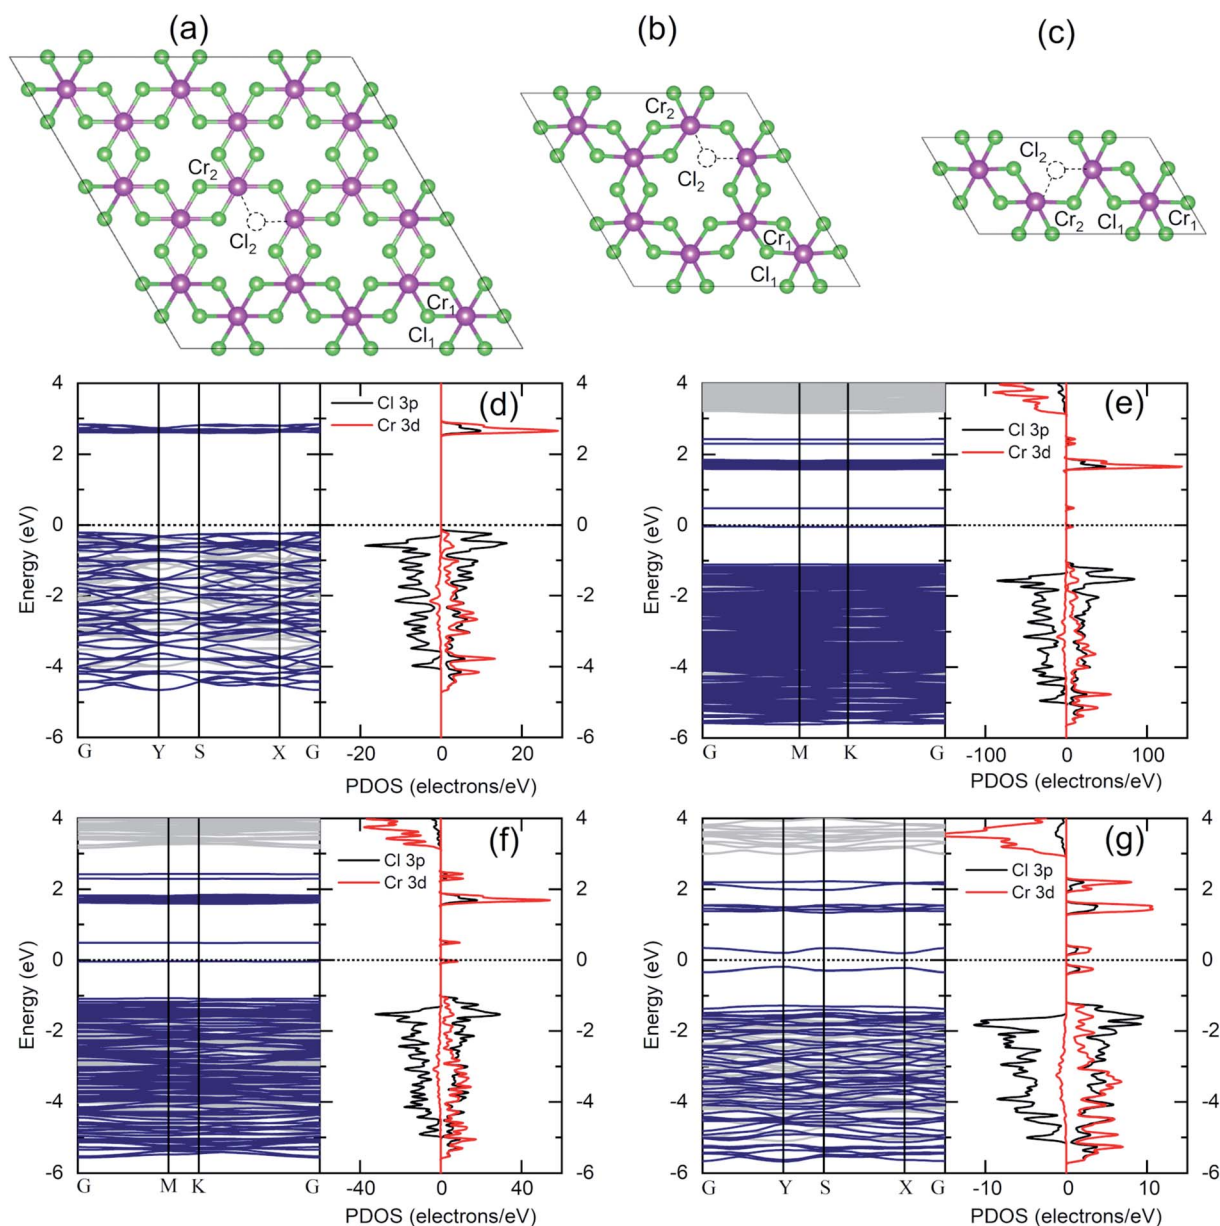 (a)
(b)
(c)
Cr2
Cl2
Cr1
Cl1
Cr2
Cl2
Cr1
Cl1
Cl2
Cr2
Cl1
Cr1
(d)
Cl 3p
Cr 3d
4
2
0
-2
-4
-6
Energy (eV)
G Y S X G
-20 0 20
PDOS (electrons/eV)
4
2
0
-2
-4
-6
(e)
Cl 3p
Cr 3d
4
2
0
-2
-4
-6
Energy (eV)
G M K G
-100 0 100
PDOS (electrons/eV)
(f)
Cl 3p
Cr 3d
4
2
0
-2
-4
-6
Energy (eV)
G M K G
-40 0 40
PDOS (electrons/eV)
4
2
0
-2
-4
-6
(g)
Cl 3p
Cr 3d
4
2
0
-2
-4
-6
Energy (eV)
G Y S X G
-10 0 10
PDOS (electrons/eV)